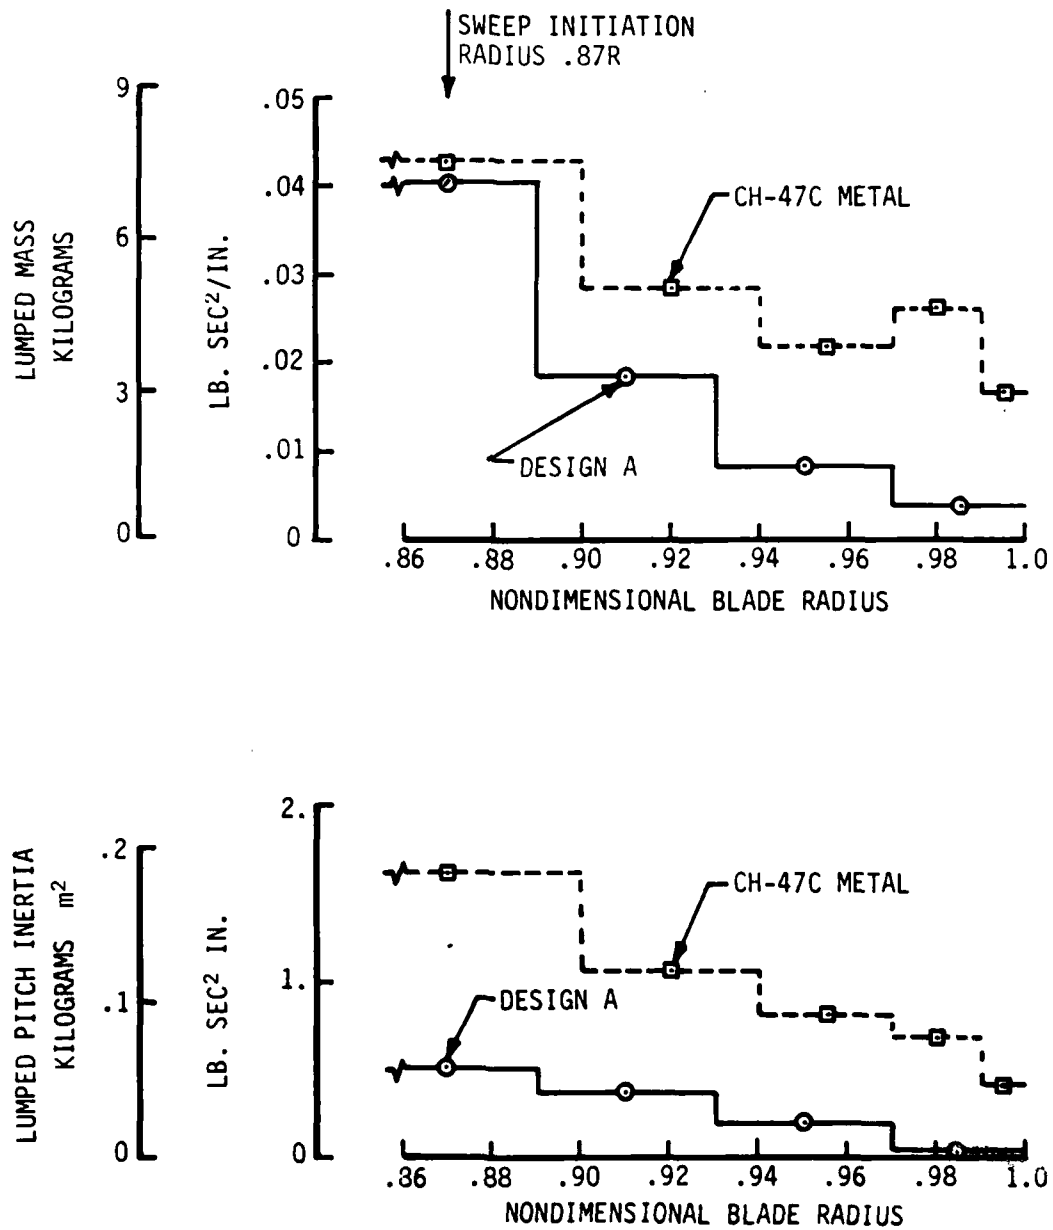 SWEEP INITIATION
RADIUS .87R
9
6
3
0
LUMPED MASS
KILOGRAMS
.05
.04
.03
.02
.01
0
LB. SEC²/IN.
CH-47C METAL
DESIGN A
.86 .88 .90 .92 .94 .96 .98 1.0
NONDIMENSIONAL BLADE RADIUS
.2
.1
0
LUMPED PITCH INERTIA
KILOGRAMS m²
2.
1.
0
LB. SEC² IN.
CH-47C METAL
DESIGN A
.86 .88 .90 .92 .94 .96 .98 1.0
NONDIMENSIONAL BLADE RADIUS